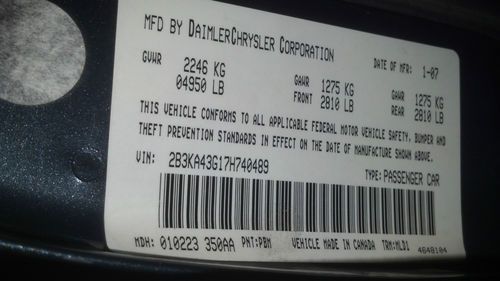 MFD BY DAIMLERCHRYSLER CORPORATION
DATE OF MFR: 1-07
GVWR 2246 KG 04950 LB
GAWR FRONT 1275 KG 2810 LB
GAWR REAR 1275 KG 2810 LB
THIS VEHICLE CONFORMS TO ALL APPLICABLE FEDERAL MOTOR VEHICLE SAFETY, BUMPER AND
THEFT PREVENTION STANDARDS IN EFFECT ON THE DATE OF MANUFACTURE SHOWN ABOVE.
VIN: 2B3KA43G17H740489 TYPE: PASSENGER CAR
MDH: 010223 350AA PNT: PBM VEHICLE MADE IN CANADA TRM: MLD1 4648104